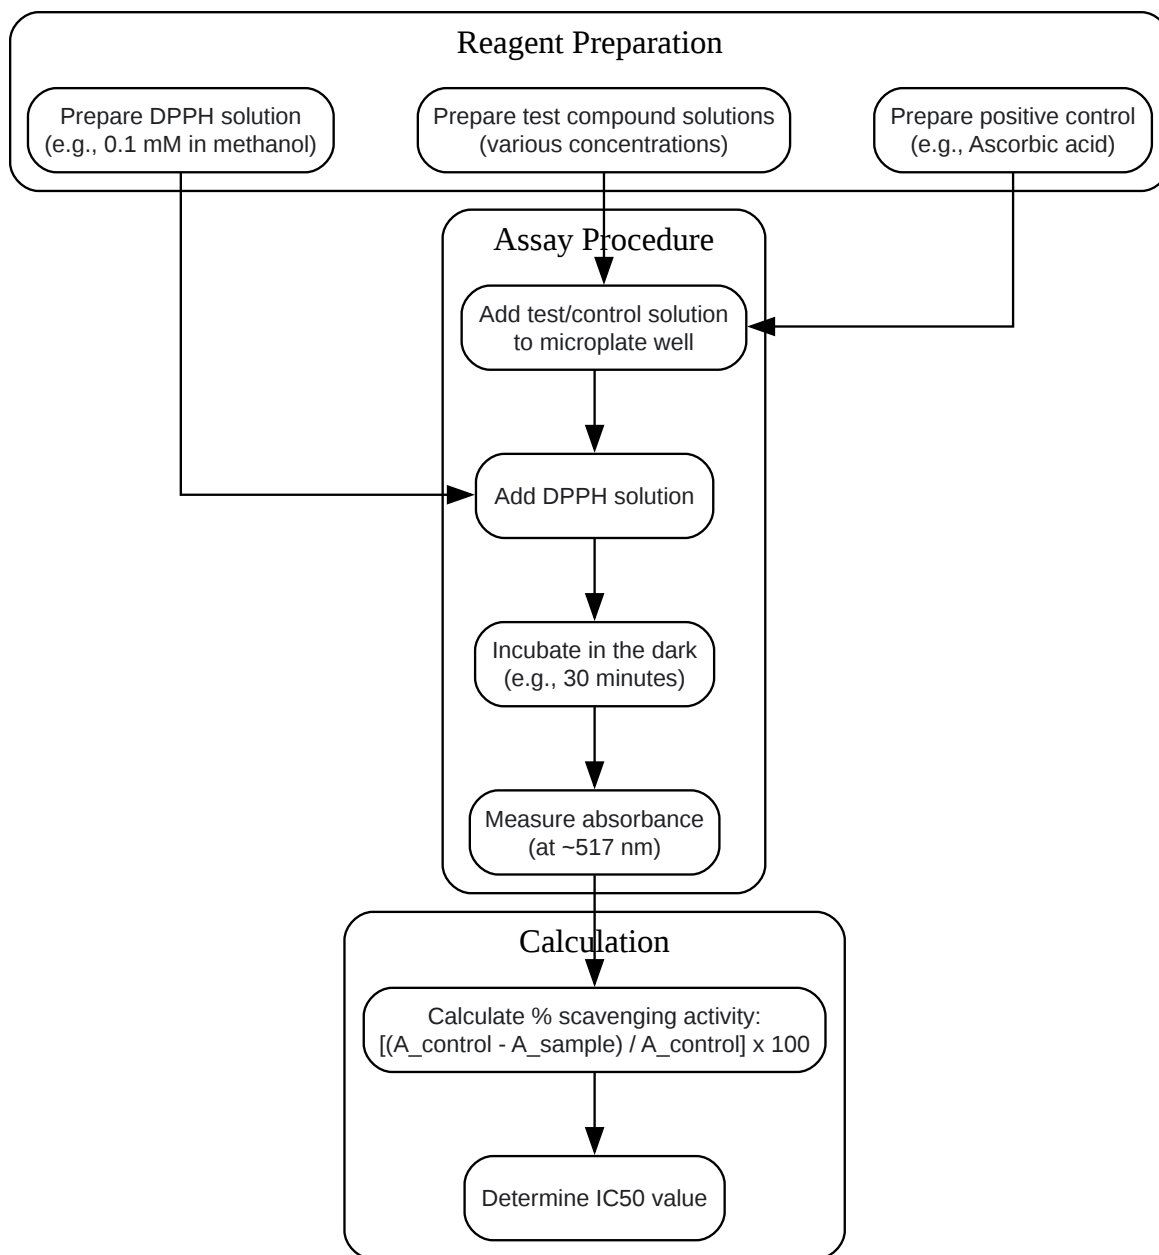 Reagent Preparation
Prepare DPPH solution
(e.g., 0.1 mM in methanol)
Prepare test compound solutions
(various concentrations)
Prepare positive control
(e.g., Ascorbic acid)
Assay Procedure
Add test/control solution
to microplate well
Add DPPH solution
Incubate in the dark
(e.g., 30 minutes)
Measure absorbance
(at ~517 nm)
Calculation
Calculate % scavenging activity:
[(A_control - A_sample) / A_control] x 100
Determine IC50 value